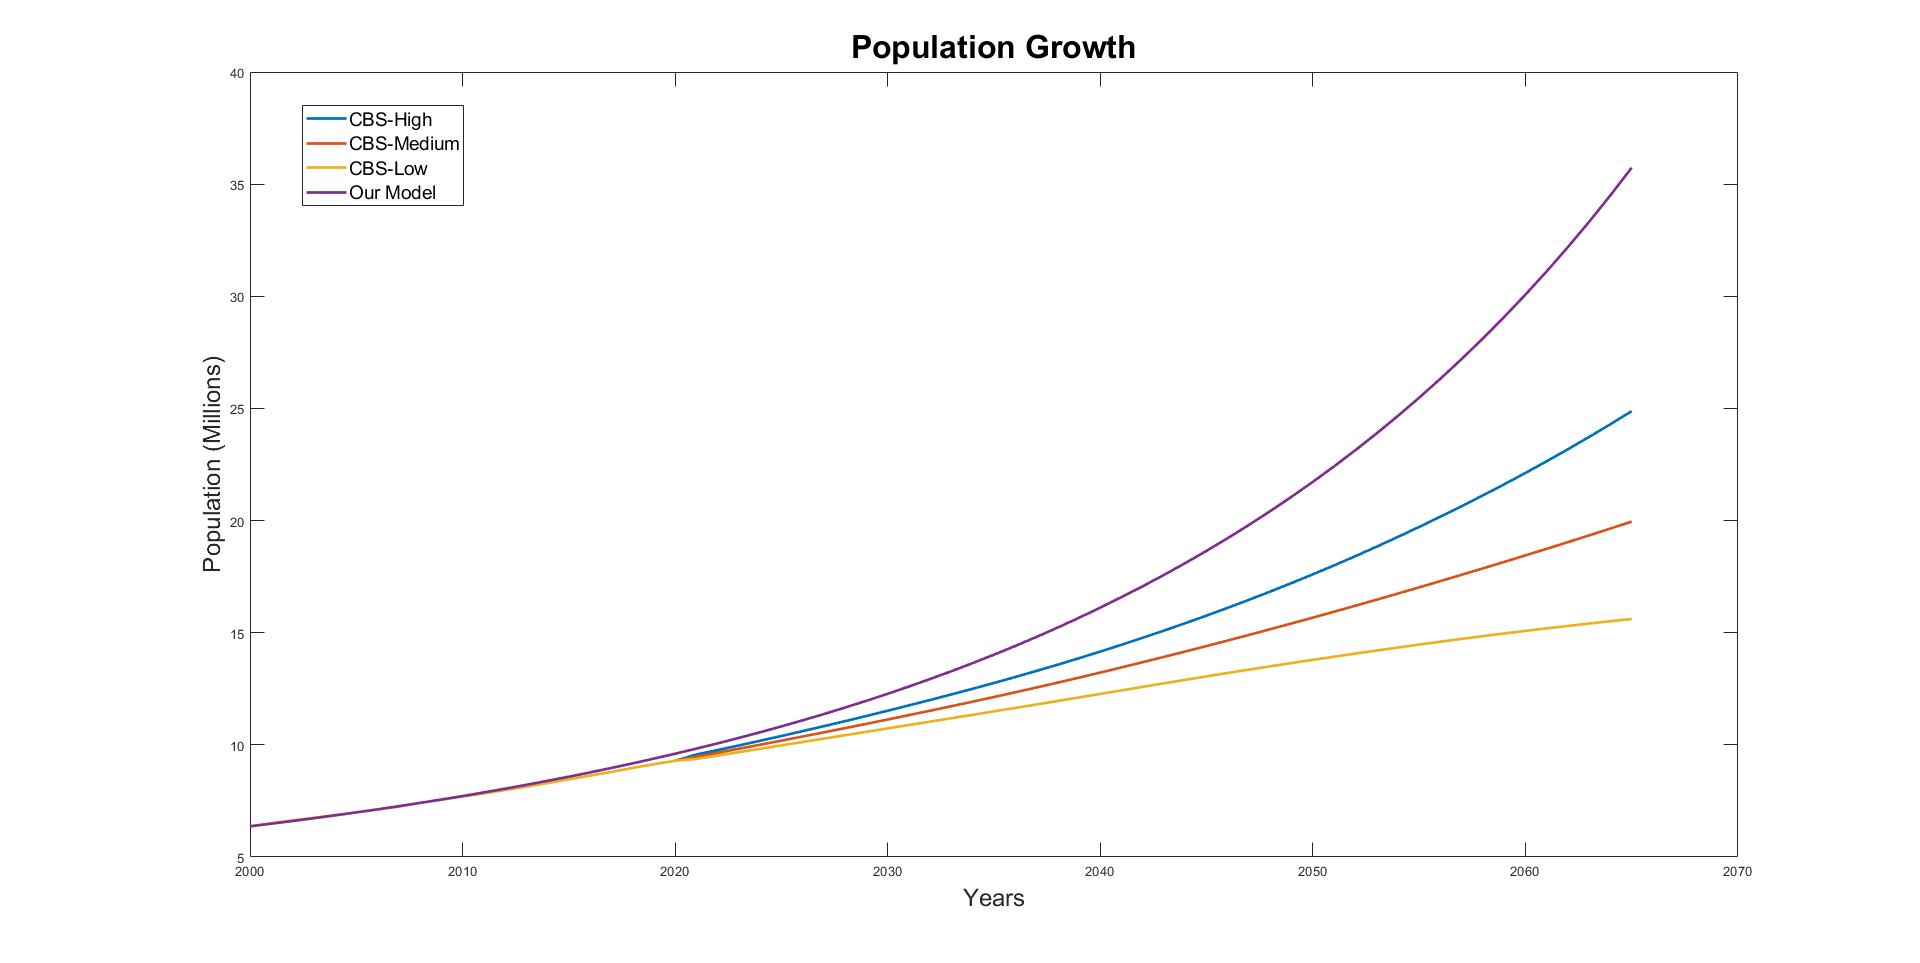 Population Growth
40
35
30
25
20
15
10
5
Population (Millions)
CBS-High
CBS-Medium
CBS-Low
Our Model
2000 2010 2020 2030 2040 2050 2060 2070
Years